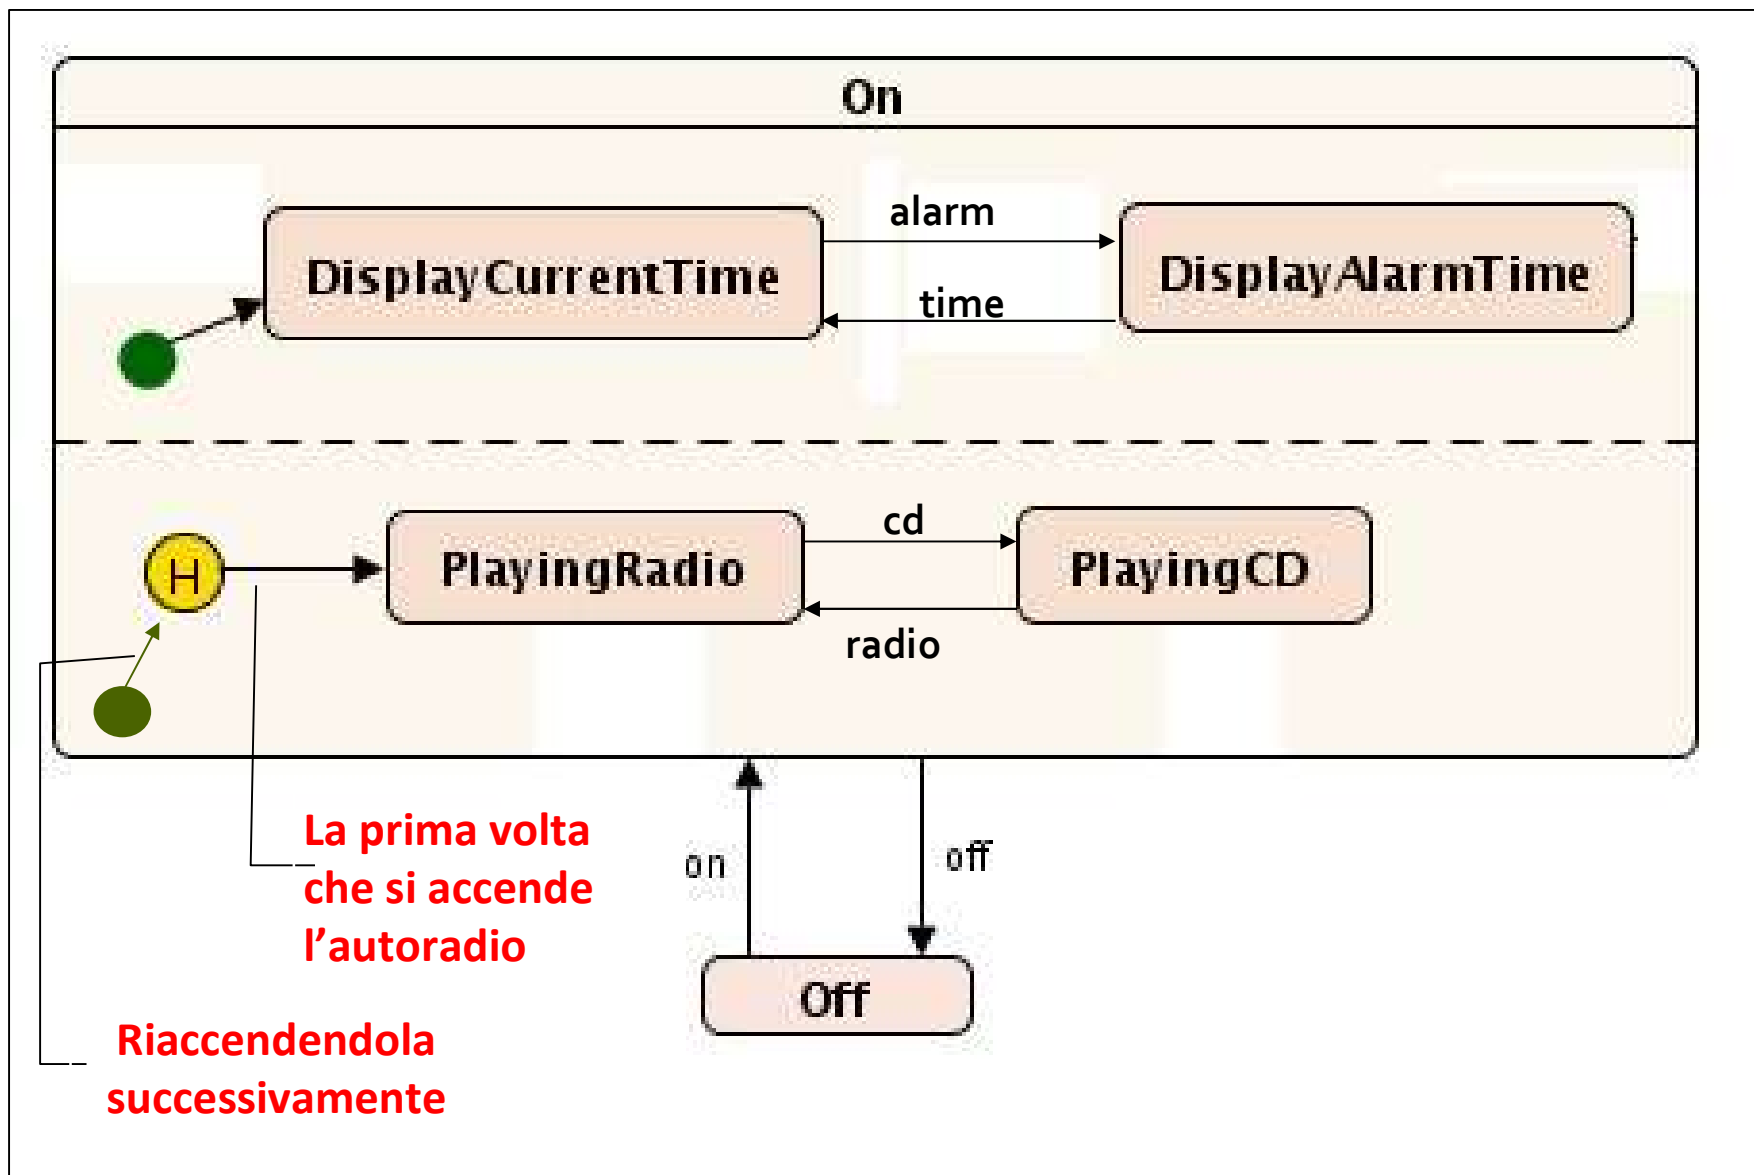 On
alarm
DisplayCurrentTime
DisplayAlarmTime
time
cd
H
PlayingRadio
PlayingCD
radio
La prima volta
che si accende
l’autoradio
on
off
Off
Riaccendendola
successivamente